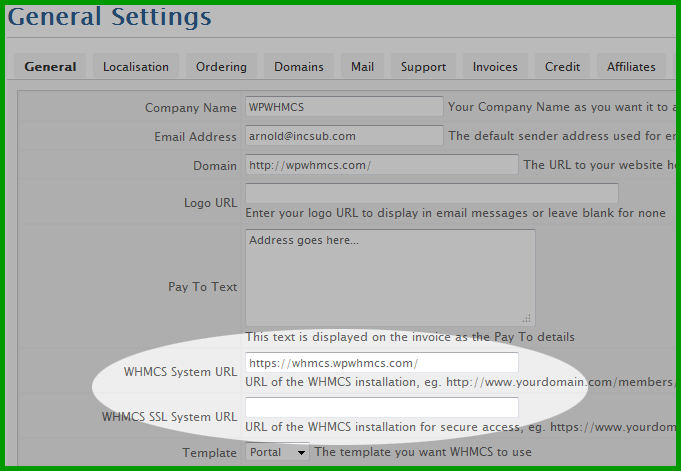 General Settings
General Localisation Ordering Domains Mail Support Invoices Credit Affiliates
Company Name WPWHMCS Your Company Name as you want it to
Email Address arnold@incsub.com The default sender address used for
Domain http://wpwhmcs.com/ The URL to your website
Logo URL
Enter your logo URL to display in email messages or leave blank for none
Address goes here...
Pay To Text
This text is displayed on the invoice as the Pay To details
WHMCS System URL https://whmcs.wpwhmcs.com/
URL of the WHMCS installation, eg. http://www.yourdomain.com/members/
WHMCS SSL System URL
URL of the WHMCS installation for secure access, eg. https://www.yourdom
Template Portal The template you want WHMCS to use